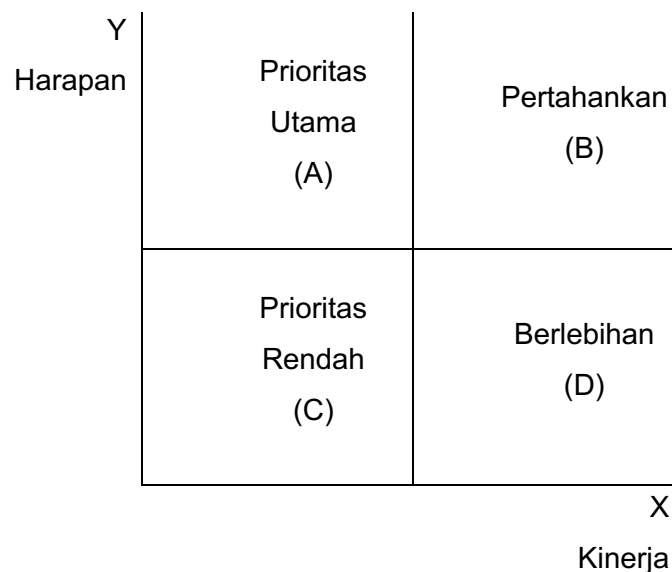 Y
Harapan
Prioritas
Utama
(A)
Pertahankan
(B)
Prioritas
Rendah
(C)
Berlebihan
(D)
X
Kinerja